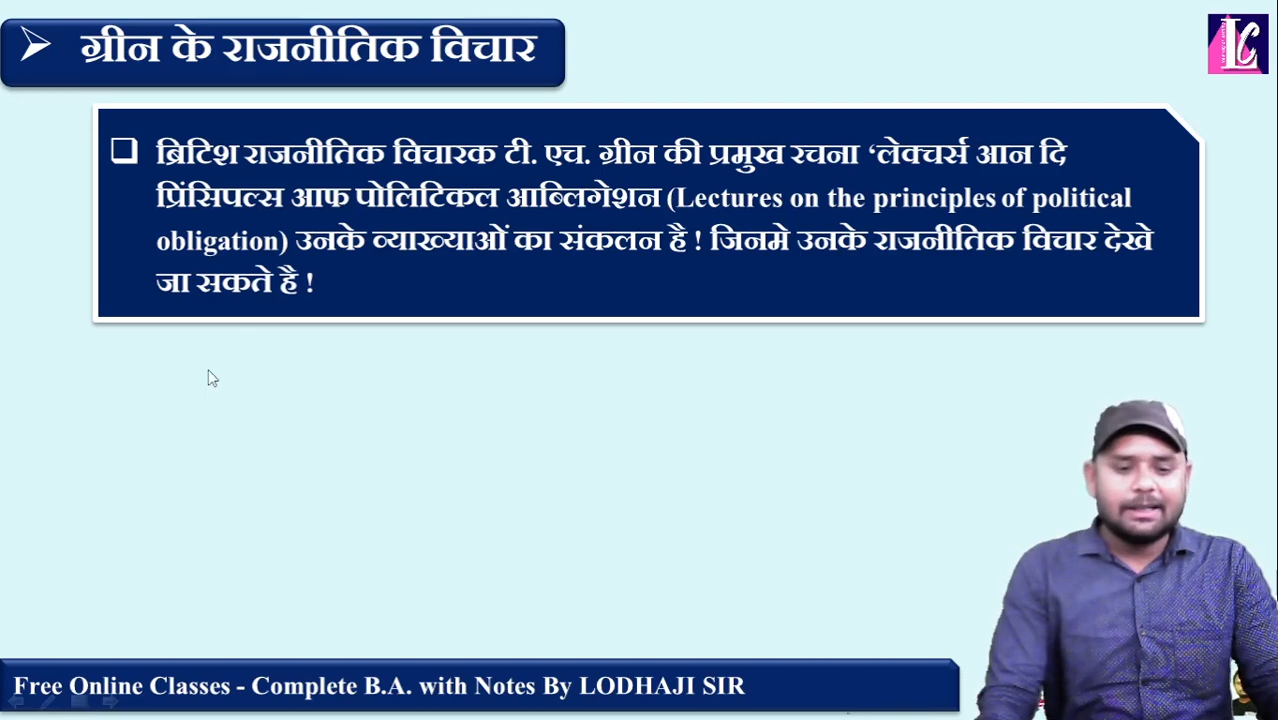 ग्रीन के राजनीतिक विचार
LC
ब्रिटिश राजनीतिक विचारक टी. एच. ग्रीन की प्रमुख रचना ‘लेक्चर्स आन दि
प्रिंसिपल्स आफ पोलिटिकल आब्लिगेशन (Lectures on the principles of political
obligation) उनके व्याख्याओं का संकलन है ! जिनमे उनके राजनीतिक विचार देखे
जा सकते है !
Free Online Classes - Complete B.A. with Notes By LODHAJI SIR